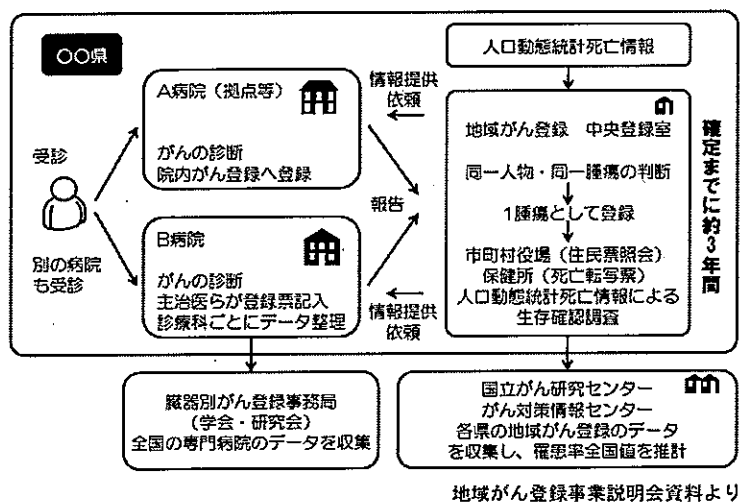 〇〇県
人口動態統計死亡情報
A病院（拠点等）
がんの診断
院内がん登録へ登録
情報提供
依頼
地域がん登録　中央登録室
同一人物・同一腫瘍の判断
1腫瘍として登録
市町村役場（住民票照会）
保健所（死亡転写票）
人口動態統計死亡情報による
生存確認調査
確定までに約3年間
受診
別の病院
も受診
報告
B病院
がんの診断
主治医らが登録票記入
診療科ごとにデータ整理
情報提供
依頼
臓器別がん登録事務局
（学会・研究会）
全国の専門病院のデータを収集
国立がん研究センター
がん対策情報センター
各県の地域がん登録のデータ
を収集し、罹患率全国値を推計
地域がん登録事業説明会資料より